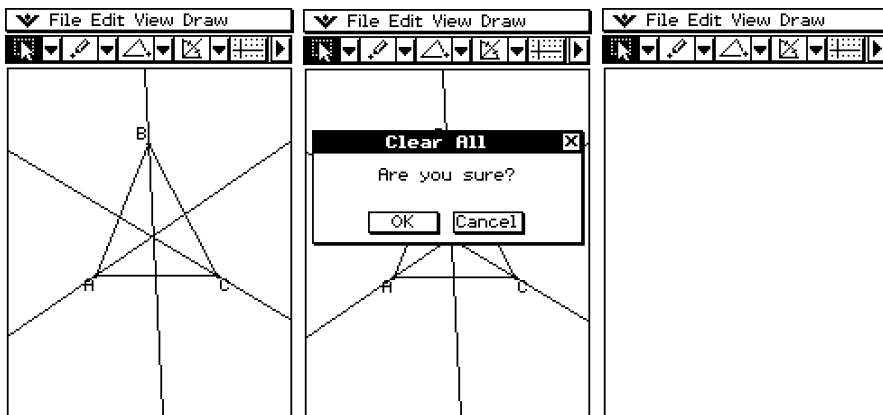 File Edit View Draw
B
A
C
File Edit View Draw
Clear All
Are you sure?
OK Cancel
A
C
File Edit View Draw